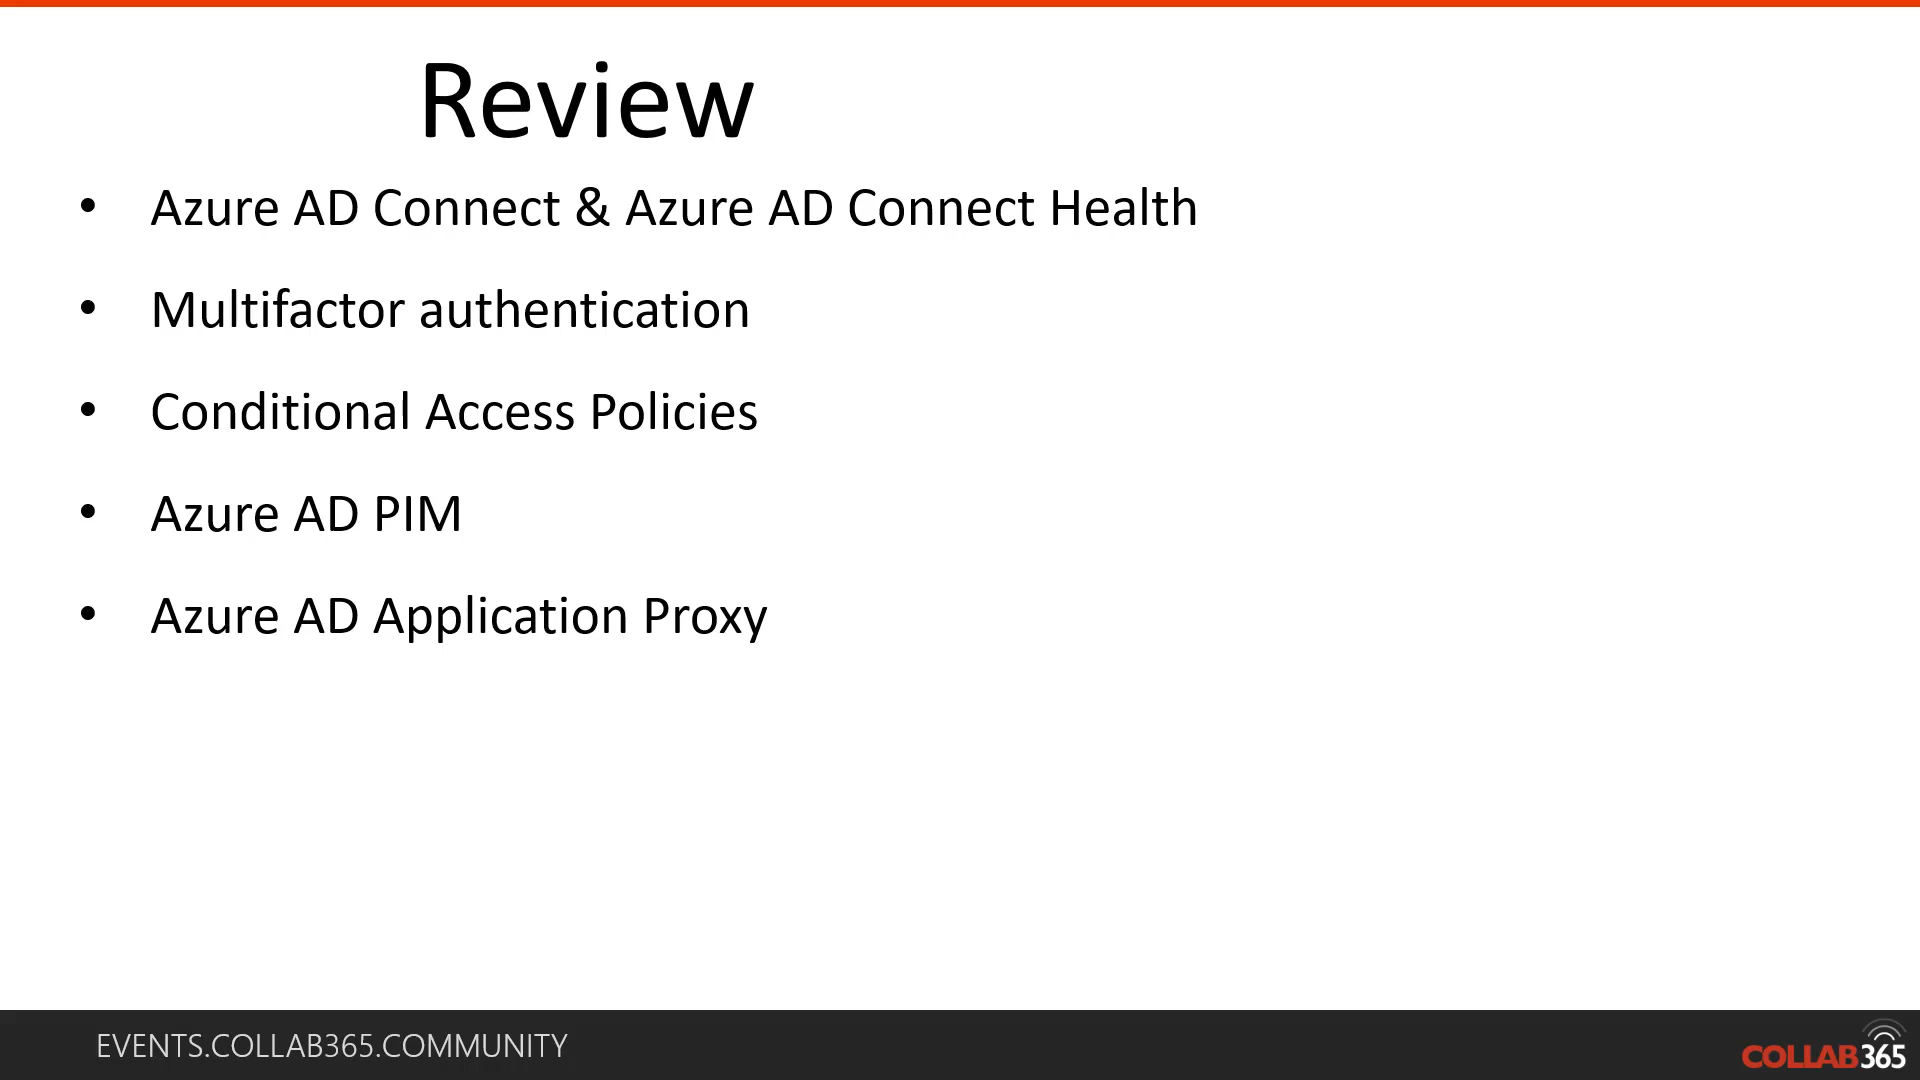 Review
• Azure AD Connect & Azure AD Connect Health
• Multifactor authentication
• Conditional Access Policies
• Azure AD PIM
• Azure AD Application Proxy
EVENTS.COLLAB365.COMMUNITY
COLLAB365